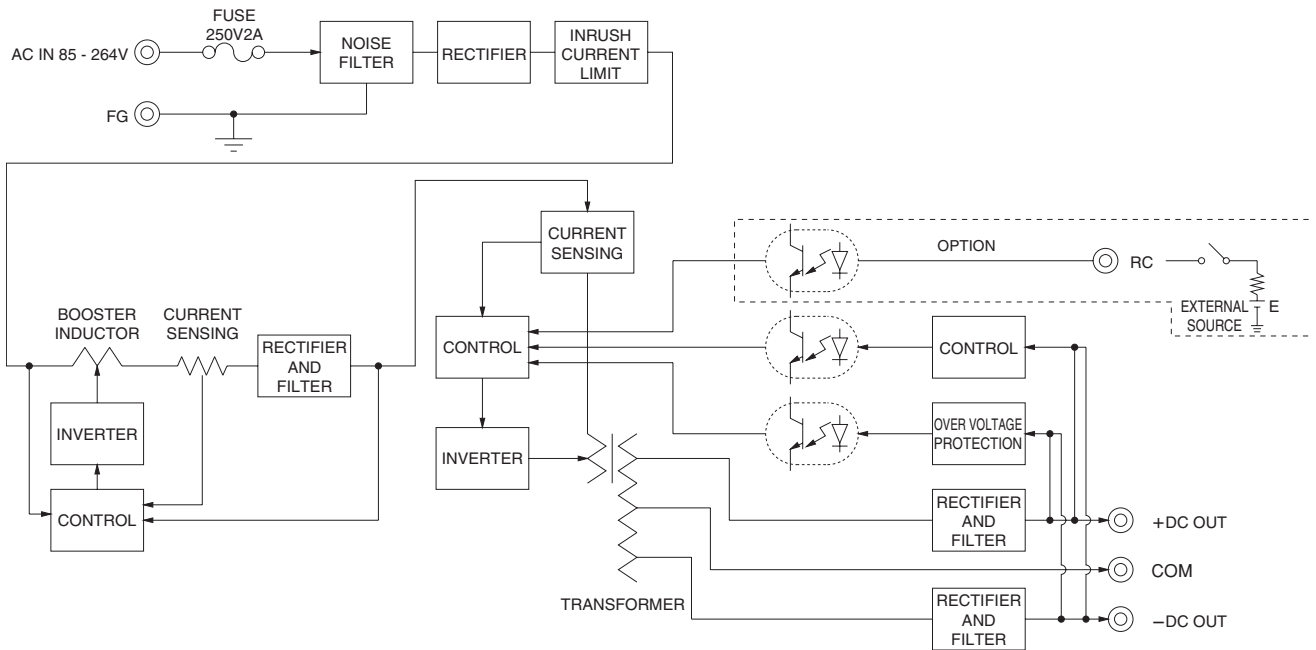 FUSE
250V2A
AC IN 85 - 264V
NOISE
FILTER
RECTIFIER
INRUSH
CURRENT
LIMIT
FG
CURRENT
SENSING
OPTION
RC
EXTERNAL
SOURCE
E
BOOSTER
INDUCTOR
CURRENT
SENSING
RECTIFIER
AND
FILTER
CONTROL
CONTROL
INVERTER
OVER VOLTAGE
PROTECTION
INVERTER
CONTROL
RECTIFIER
AND
FILTER
+DC OUT
COM
TRANSFORMER
RECTIFIER
AND
FILTER
−DC OUT